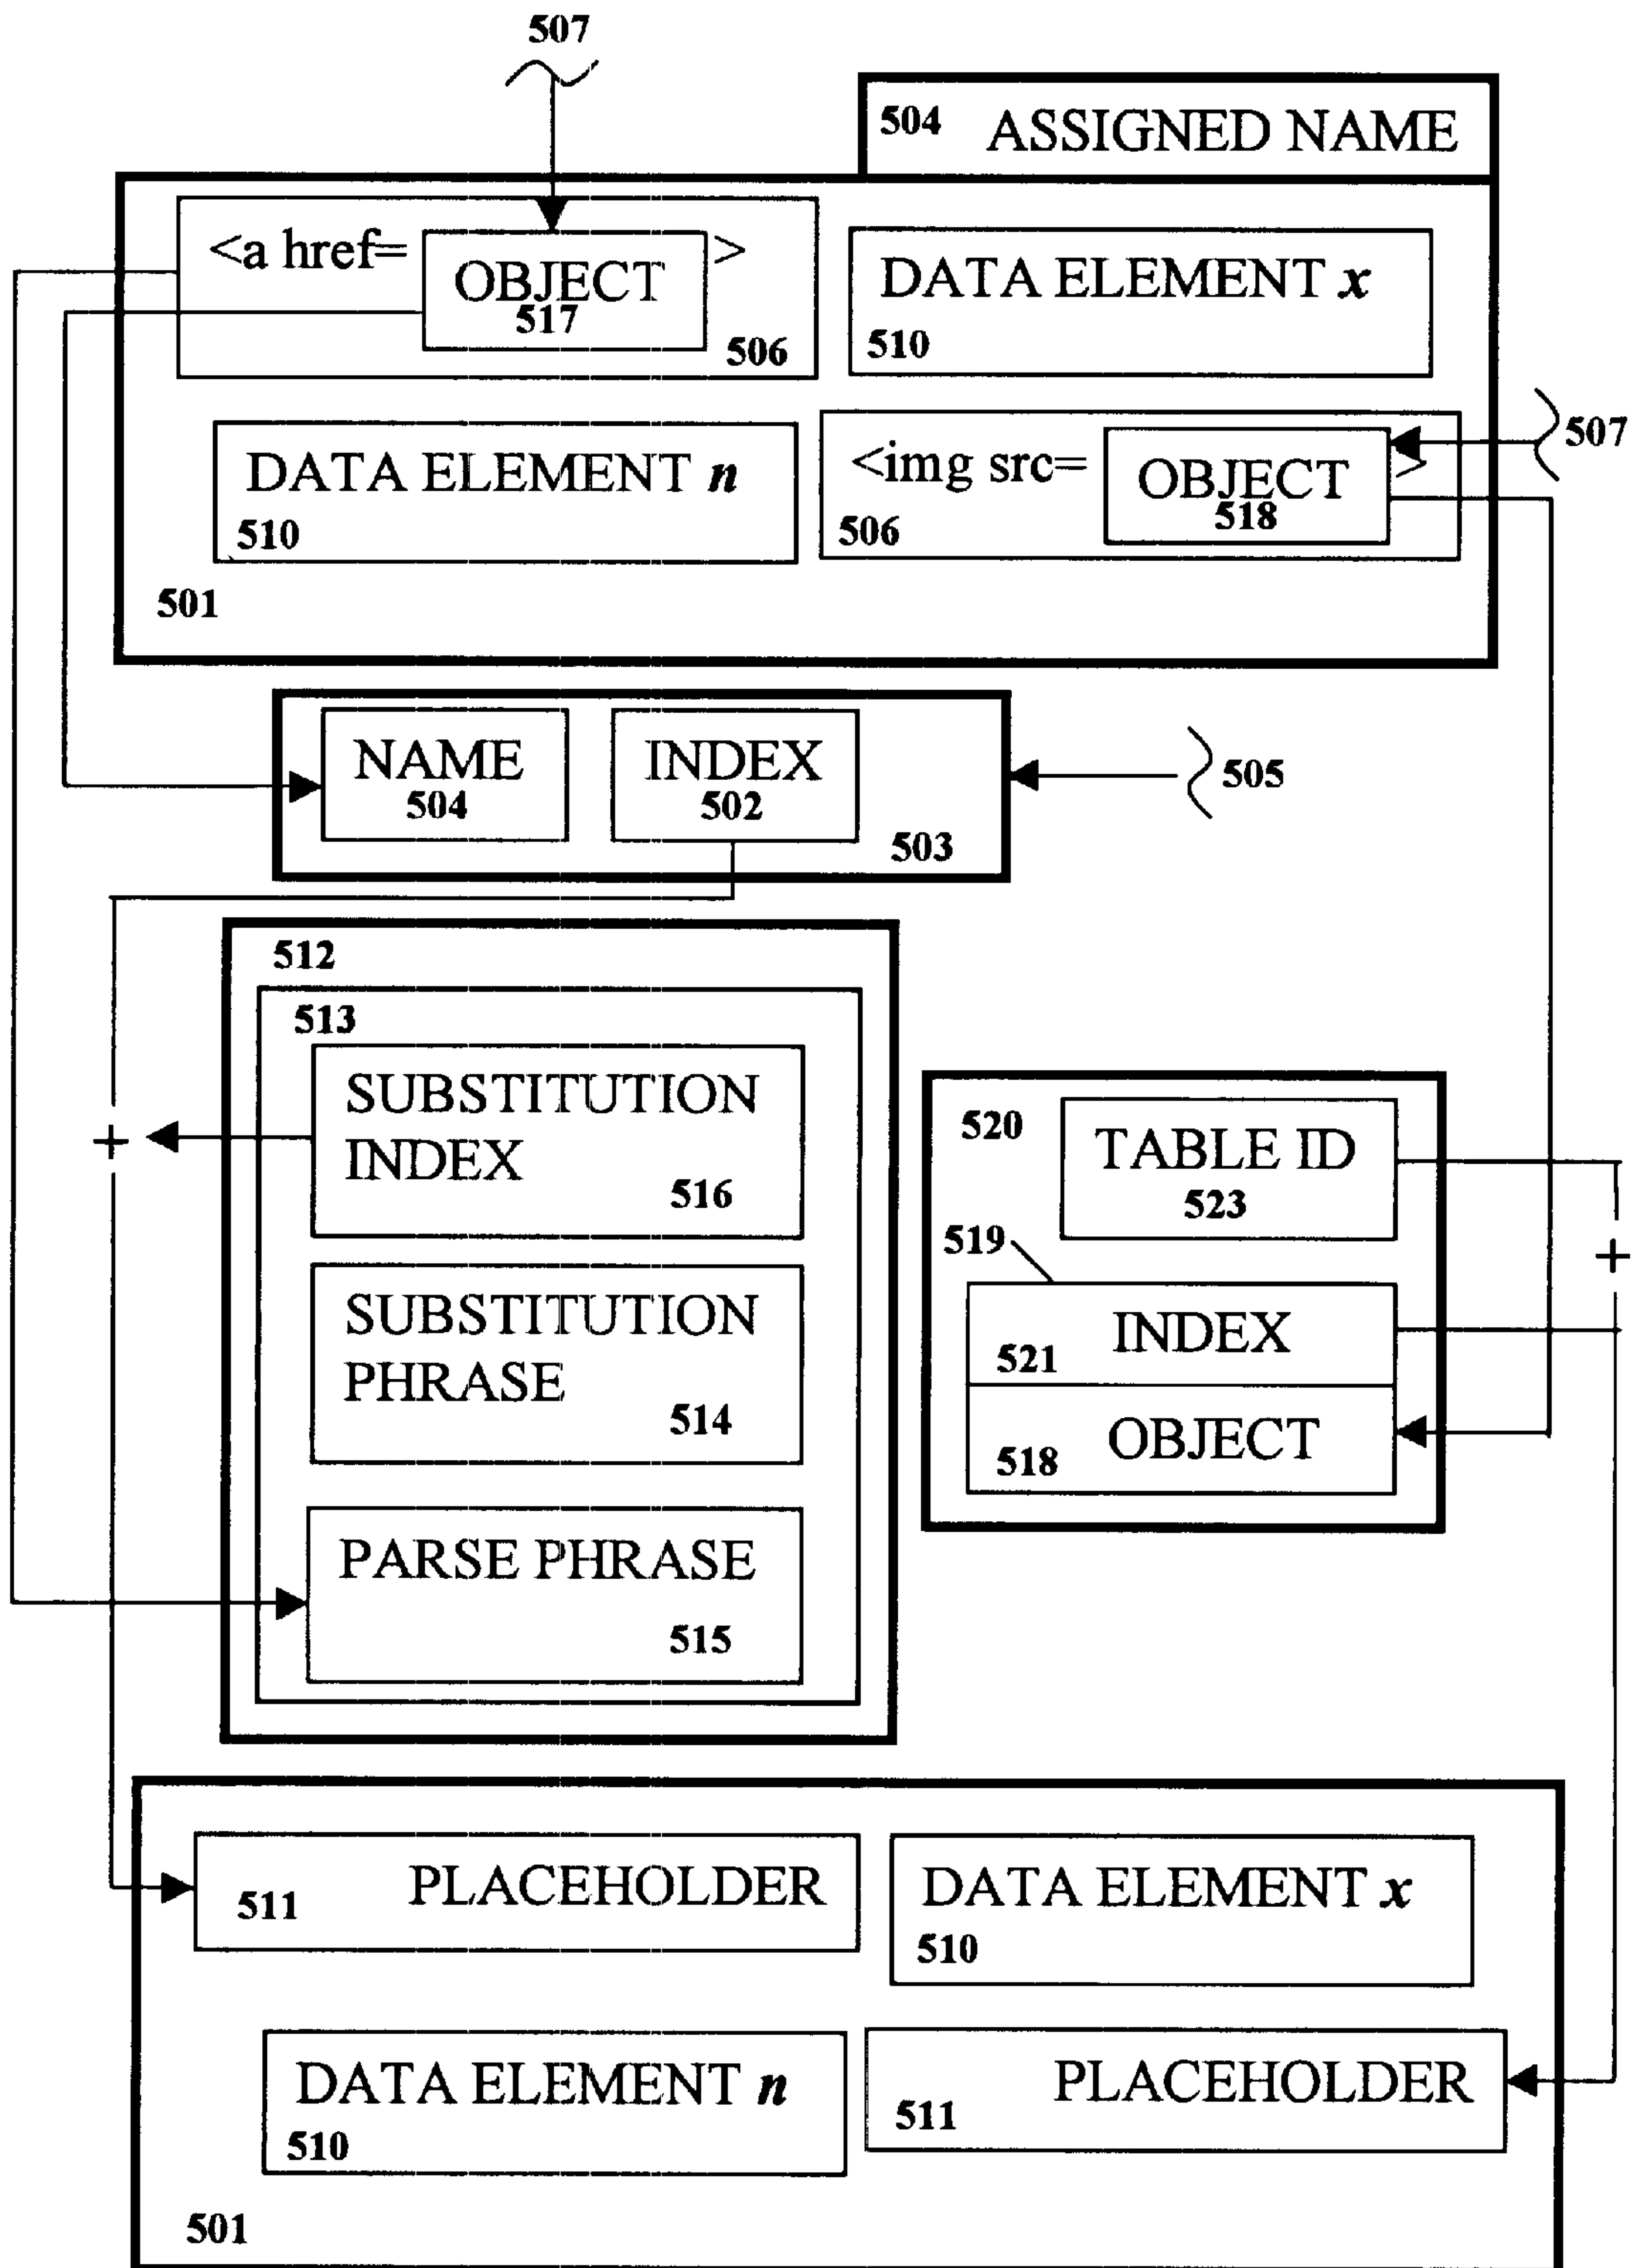 507
504 ASSIGNED NAME
<a href= OBJECT >
517
506
DATA ELEMENT x
510
DATA ELEMENT n
510
<img src= OBJECT >
518
506
507
501
NAME
504
INDEX
502
503
505
512
513
SUBSTITUTION
INDEX
516
SUBSTITUTION
PHRASE
514
PARSE PHRASE
515
+
520
TABLE ID
523
519
INDEX
521
OBJECT
518
+
PLACEHOLDER
511
DATA ELEMENT x
510
DATA ELEMENT n
510
PLACEHOLDER
511
501